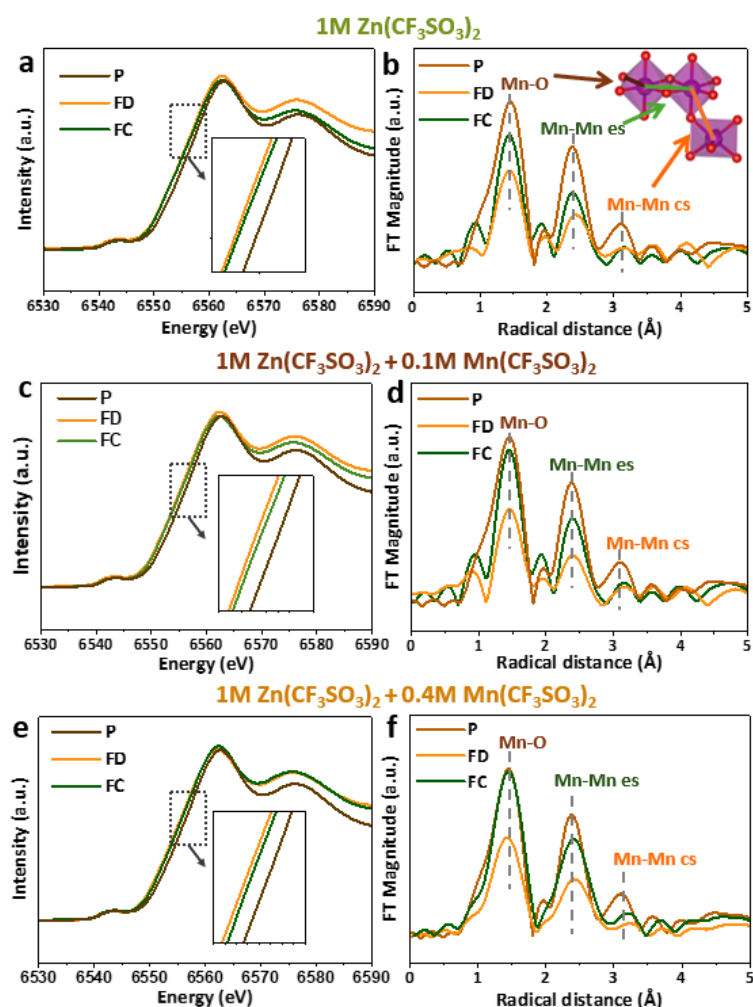 1M Zn(CF₃SO₃)₂
a
P
FD
FC
Intensity (a.u.)
6530 6540 6550 6560 6570 6580 6590
Energy (eV)
b
P
FD
FC
Mn-O
Mn-Mn es
Mn-Mn cs
FT Magnitude (a.u.)
0 1 2 3 4 5
Radical distance (Å)
1M Zn(CF₃SO₃)₂ + 0.1M Mn(CF₃SO₃)₂
c
P
FD
FC
Intensity (a.u.)
6530 6540 6550 6560 6570 6580 6590
Energy (eV)
d
P
FD
FC
Mn-O
Mn-Mn es
Mn-Mn cs
FT Magnitude (a.u.)
0 1 2 3 4 5
Radical distance (Å)
1M Zn(CF₃SO₃)₂ + 0.4M Mn(CF₃SO₃)₂
e
P
FD
FC
Intensity (a.u.)
6530 6540 6550 6560 6570 6580 6590
Energy (eV)
f
P
FD
FC
Mn-O
Mn-Mn es
Mn-Mn cs
FT Magnitude (a.u.)
0 1 2 3 4 5
Radical distance (Å)